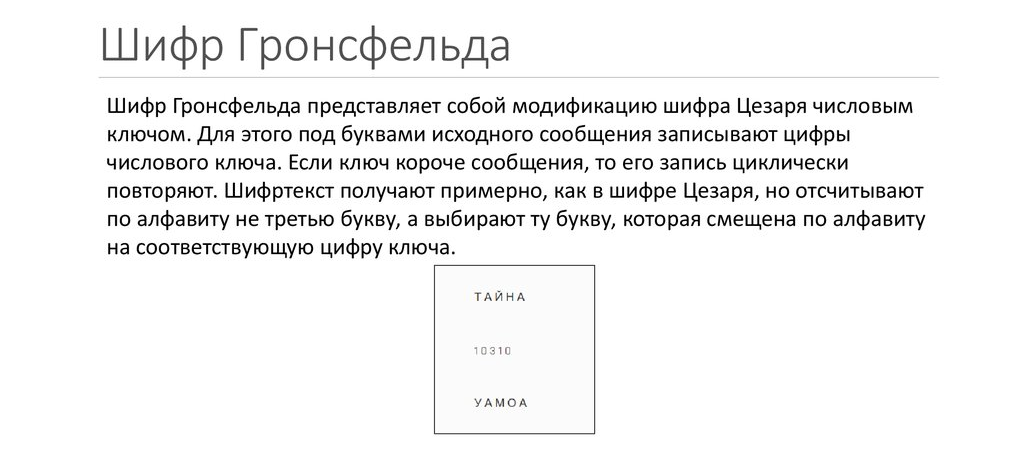 Шифр Гронсфельда
Шифр Гронсфельда представляет собой модификацию шифра Цезаря числовым
ключом. Для этого под буквами исходного сообщения записывают цифры
числового ключа. Если ключ короче сообщения, то его запись циклически
повторяют. Шифртекст получают примерно, как в шифре Цезаря, но отсчитывают
по алфавиту не третью букву, а выбирают ту букву, которая смещена по алфавиту
на соответствующую цифру ключа.
ТАЙНА
10310
УАМОА